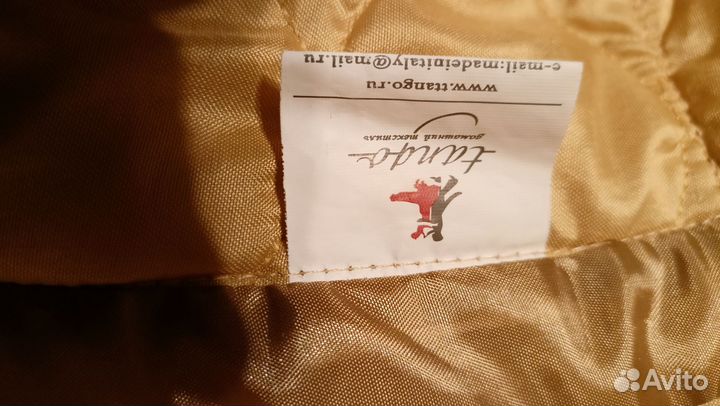 tango
домашний текстиль
www.ttango.ru
e-mail:madeinitaly@mail.ru
Avito